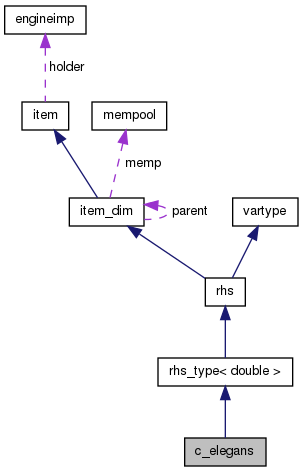 engineimp
holder
item
mempool
memp
item_dim
parent
vartype
rhs
rhs_type< double >
c_elegans